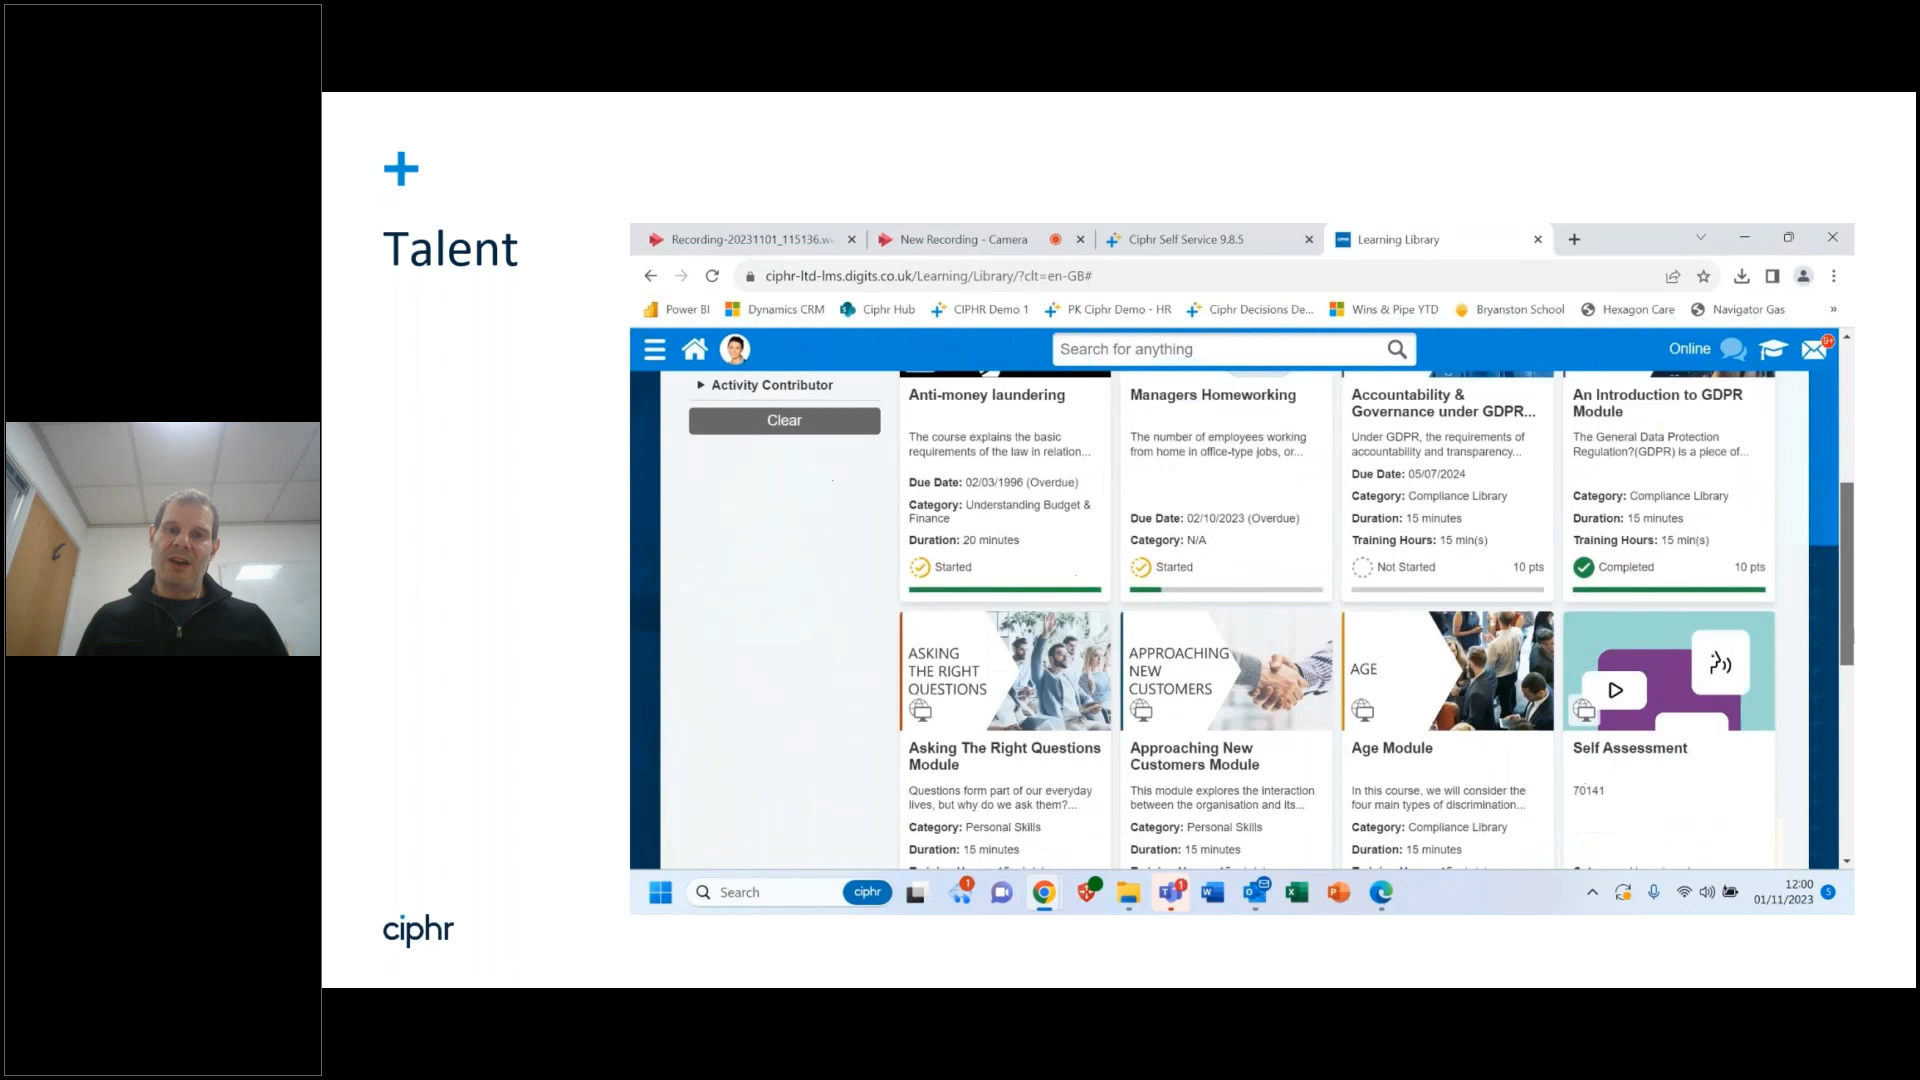 Talent
ciphr
Recording-20231101_115136.w
New Recording - Camera
Ciphr Self Service 9.8.5
Learning Library
ciphr-ltd-lms.digits.co.uk/Learning/Library/?clt=en-GB#
Power BI
Dynamics CRM
Ciphr Hub
CIPHR Demo 1
PK Ciphr Demo - HR
Ciphr Decisions De...
Wins & Pipe YTD
Bryanston School
Hexagon Care
Navigator Gas
»
Search for anything
Online
9+
Activity Contributor
Clear
Anti-money laundering
The course explains the basic
requirements of the law in relation...
Due Date: 02/03/1996 (Overdue)
Category: Understanding Budget &
Finance
Duration: 20 minutes
Started
Managers Homeworking
The number of employees working
from home in office-type jobs, or...
Due Date: 02/10/2023 (Overdue)
Category: N/A
Started
Accountability &
Governance under GDPR...
Under GDPR, the requirements of
accountability and transparency...
Due Date: 05/07/2024
Category: Compliance Library
Duration: 15 minutes
Training Hours: 15 min(s)
Not Started 10 pts
An Introduction to GDPR
Module
The General Data Protection
Regulation?(GDPR) is a piece of...
Category: Compliance Library
Duration: 15 minutes
Training Hours: 15 min(s)
Completed 10 pts
ASKING
THE RIGHT
QUESTIONS
Asking The Right Questions
Module
Questions form part of our everyday
lives, but why do we ask them?...
Category: Personal Skills
Duration: 15 minutes
APPROACHING
NEW
CUSTOMERS
Approaching New
Customers Module
This module explores the interaction
between the organisation and its...
Category: Personal Skills
Duration: 15 minutes
AGE
Age Module
In this course, we will consider the
four main types of discrimination...
Category: Compliance Library
Duration: 15 minutes
Self Assessment
70141
Search
ciphr
1
1
12:00
01/11/2023
5